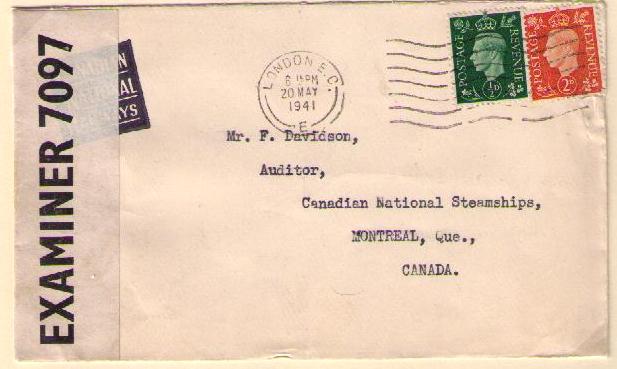 EXAMINER 7097
LONDON E.C.
6 15 PM
20 MAY
1941
E
POSTAGE REVENUE
½D
POSTAGE REVENUE
2D
Mr. F. Davidson,
Auditor,
Canadian National Steamships,
MONTREAL, Que.,
CANADA.